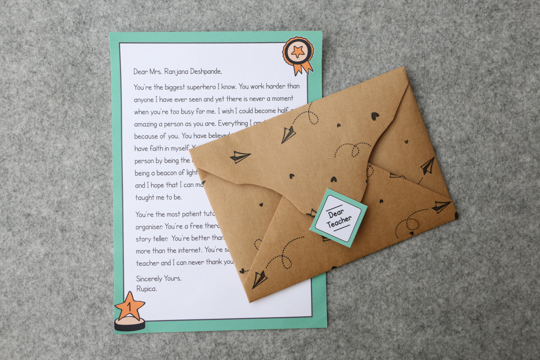 Dear Mrs. Ranjana Deshpande,
You're the biggest superhero I know. You work harder than
anyone I have ever seen and yet there is never a moment
when you're too busy for me. I wish I could become half
amazing a person as you are. Everything I
because of you. You have believed
have faith in myself.
person by being the
being a beacon of light
and I hope that I can
taught me to be.
You're the most patient
organiser. You're a free
story teller. You're better than
more than the internet. You're
teacher and I can never thank you
Sincerely Yours,
Rupica.
Dear
Teacher
1